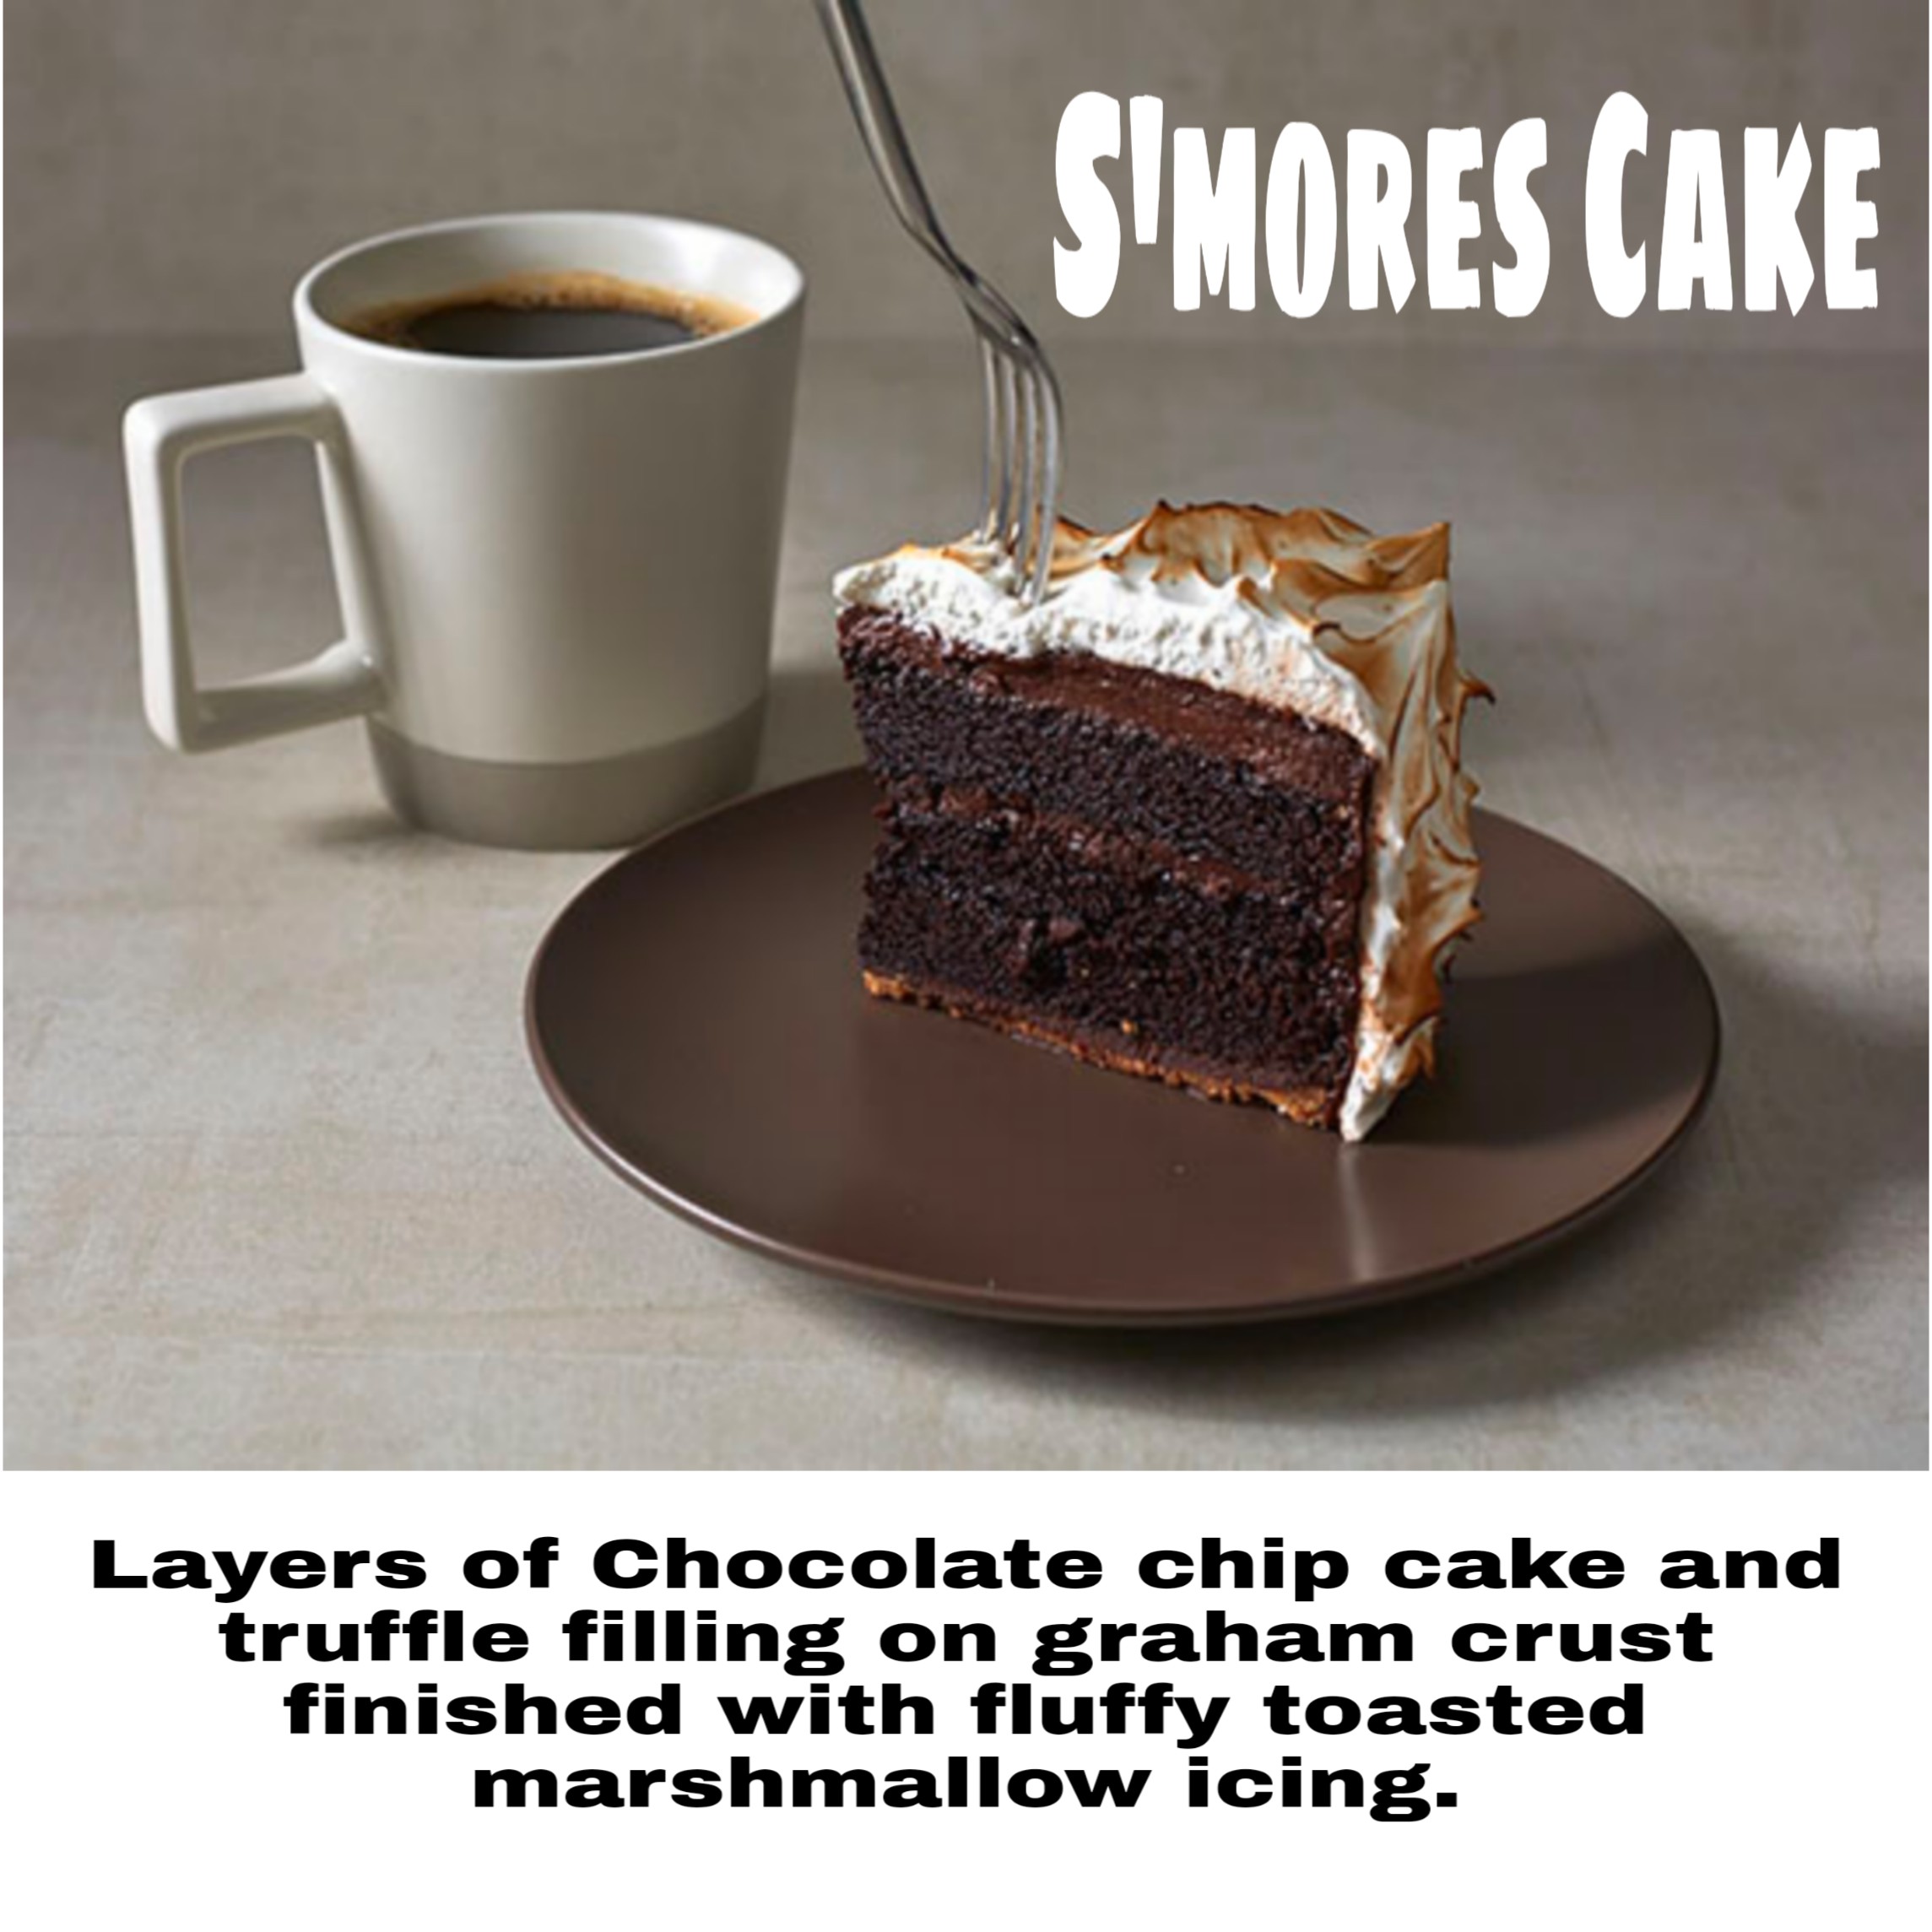 S'mores Cake
Layers of Chocolate chip cake and
truffle filling on graham crust
finished with fluffy toasted
marshmallow icing.